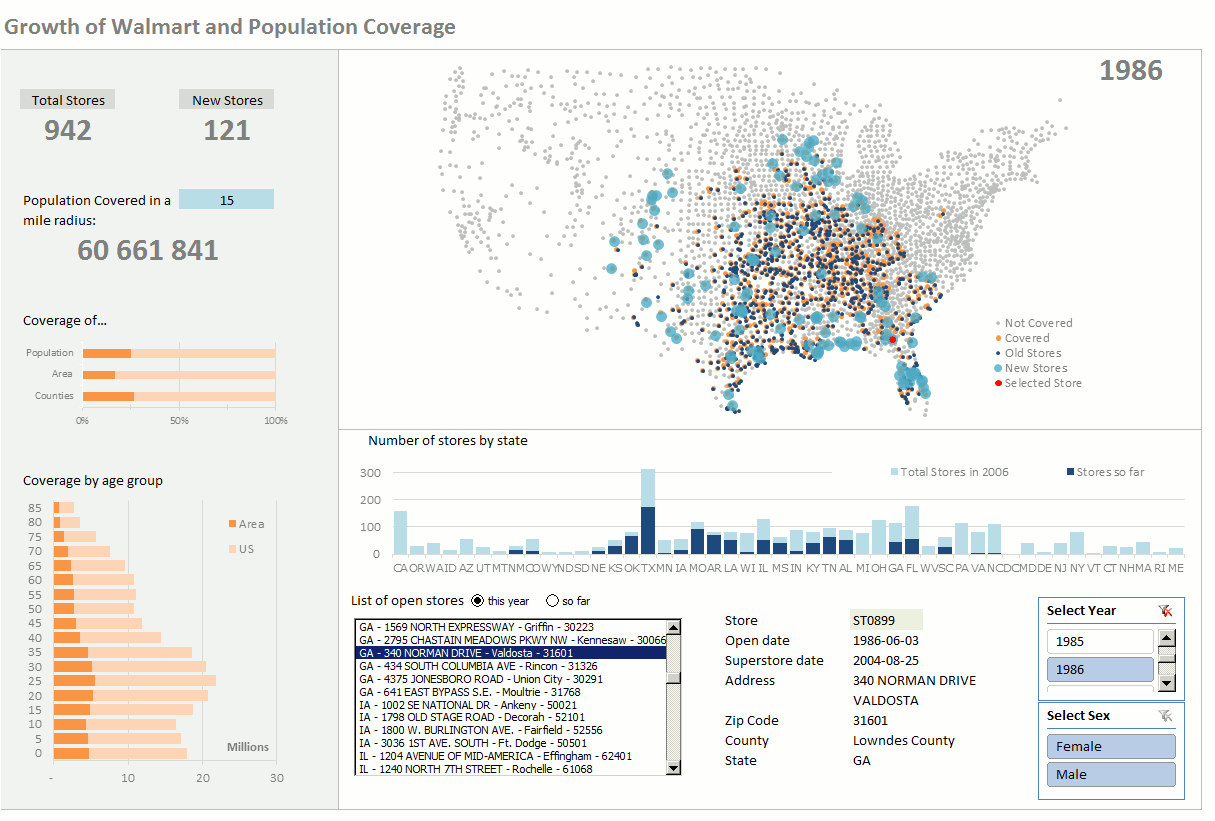 Growth of Walmart and Population Coverage
Total Stores
New Stores
942
121
Population Covered in a
15
mile radius:
60 661 841
Coverage of...
Population
Area
Counties
0%
50%
100%
Coverage by age group
85
80
75
70
65
60
55
50
45
40
35
30
25
20
15
10
5
0
Area
US
Millions
-
10
20
30
1986
Not Covered
Covered
Old Stores
New Stores
Selected Store
Number of stores by state
300
200
100
0
Total Stores in 2006
Stores so far
CA OR WA ID AZ UT MT NM CO WY ND SD NE KS OK TX MN IA MO AR LA WI IL MS IN KY TN AL MI OH GA FL WV SC PA VA NC DC MD DE NJ NY VT CT NH MA RI ME
List of open stores
this year
so far
GA - 1569 NORTH EXPRESSWAY - Griffin - 30223
GA - 2795 CHASTAIN MEADOWS PKWY NW - Kennesaw - 30066
GA - 340 NORMAN DRIVE - Valdosta - 31601
GA - 434 SOUTH COLUMBIA AVE - Rincon - 31326
GA - 4375 JONESBORO ROAD - Union City - 30291
GA - 641 EAST BYPASS S.E. - Moultrie - 31768
IA - 1002 SE NATIONAL DR - Ankeny - 50021
IA - 1798 OLD STAGE ROAD - Decorah - 52101
IA - 1800 W. BURLINGTON AVE. - Fairfield - 52556
IA - 3036 1ST AVE. SOUTH - Ft. Dodge - 50501
IL - 1204 AVENUE OF MID-AMERICA - Effingham - 62401
IL - 1240 NORTH 7TH STREET - Rochelle - 61068
Store ST0899
Open date 1986-06-03
Superstore date 2004-08-25
Address 340 NORMAN DRIVE
VALDOSTA
Zip Code 31601
County Lowndes County
State GA
Select Year
1985
1986
Select Sex
Female
Male